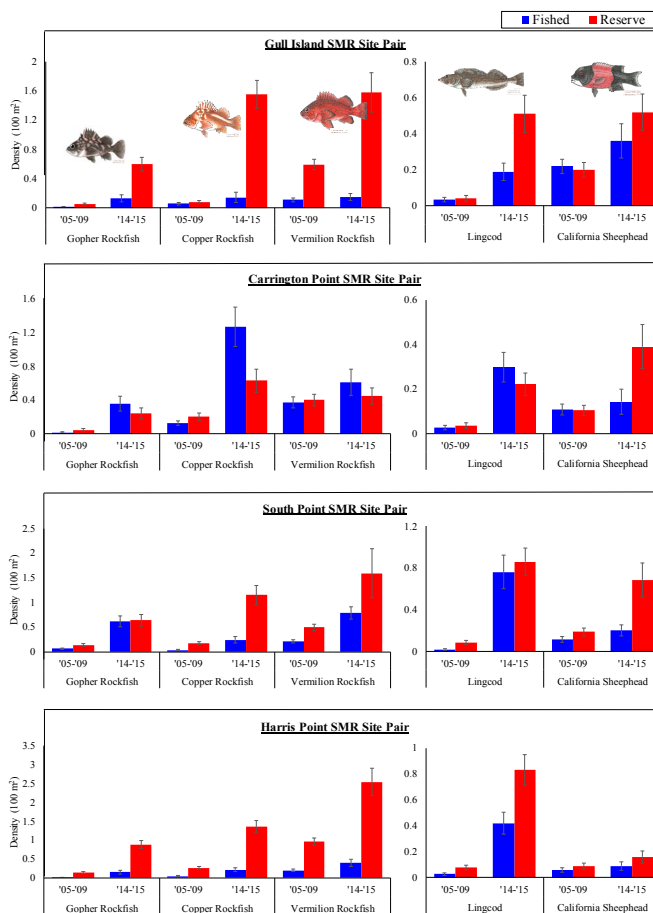 Fished Reserve
Gull Island SMR Site Pair
Density (100 m²)
2
1.6
1.2
0.8
0.4
0
'05-'09 '14-'15 '05-'09 '14-'15 '05-'09 '14-'15
Gopher Rockfish Copper Rockfish Vermilion Rockfish
0.8
0.6
0.4
0.2
0
'05-'09 '14-'15 '05-'09 '14-'15
Lingcod California Sheephead
Carrington Point SMR Site Pair
Density (100 m²)
1.6
1.2
0.8
0.4
0
'05-'09 '14-'15 '05-'09 '14-'15 '05-'09 '14-'15
Gopher Rockfish Copper Rockfish Vermilion Rockfish
0.6
0.4
0.2
0
'05-'09 '14-'15 '05-'09 '14-'15
Lingcod California Sheephead
South Point SMR Site Pair
Density (100 m²)
2.5
2
1.5
1
0.5
0
'05-'09 '14-'15 '05-'09 '14-'15 '05-'09 '14-'15
Gopher Rockfish Copper Rockfish Vermilion Rockfish
1.2
0.8
0.4
0
'05-'09 '14-'15 '05-'09 '14-'15
Lingcod California Sheephead
Harris Point SMR Site Pair
Density (100 m²)
3.5
3
2.5
2
1.5
1
0.5
0
'05-'09 '14-'15 '05-'09 '14-'15 '05-'09 '14-'15
Gopher Rockfish Copper Rockfish Vermilion Rockfish
1
0.8
0.6
0.4
0.2
0
'05-'09 '14-'15 '05-'09 '14-'15
Lingcod California Sheephead